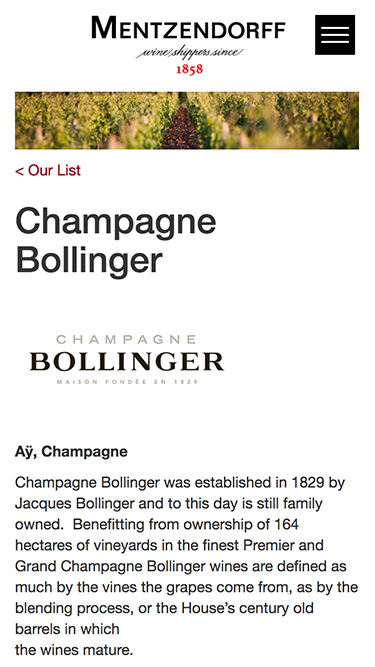 MENTZENDORFF
wine shippers since
1858
< Our List
Champagne
Bollinger
CHAMPAGNE
BOLLINGER
MAISON FONDÉE EN 1829
Aÿ, Champagne
Champagne Bollinger was established in 1829 by
Jacques Bollinger and to this day is still family
owned.  Benefitting from ownership of 164
hectares of vineyards in the finest Premier and
Grand Champagne Bollinger wines are defined as
much by the vines the grapes come from, as by the
blending process, or the House’s century old
barrels in which
the wines mature.